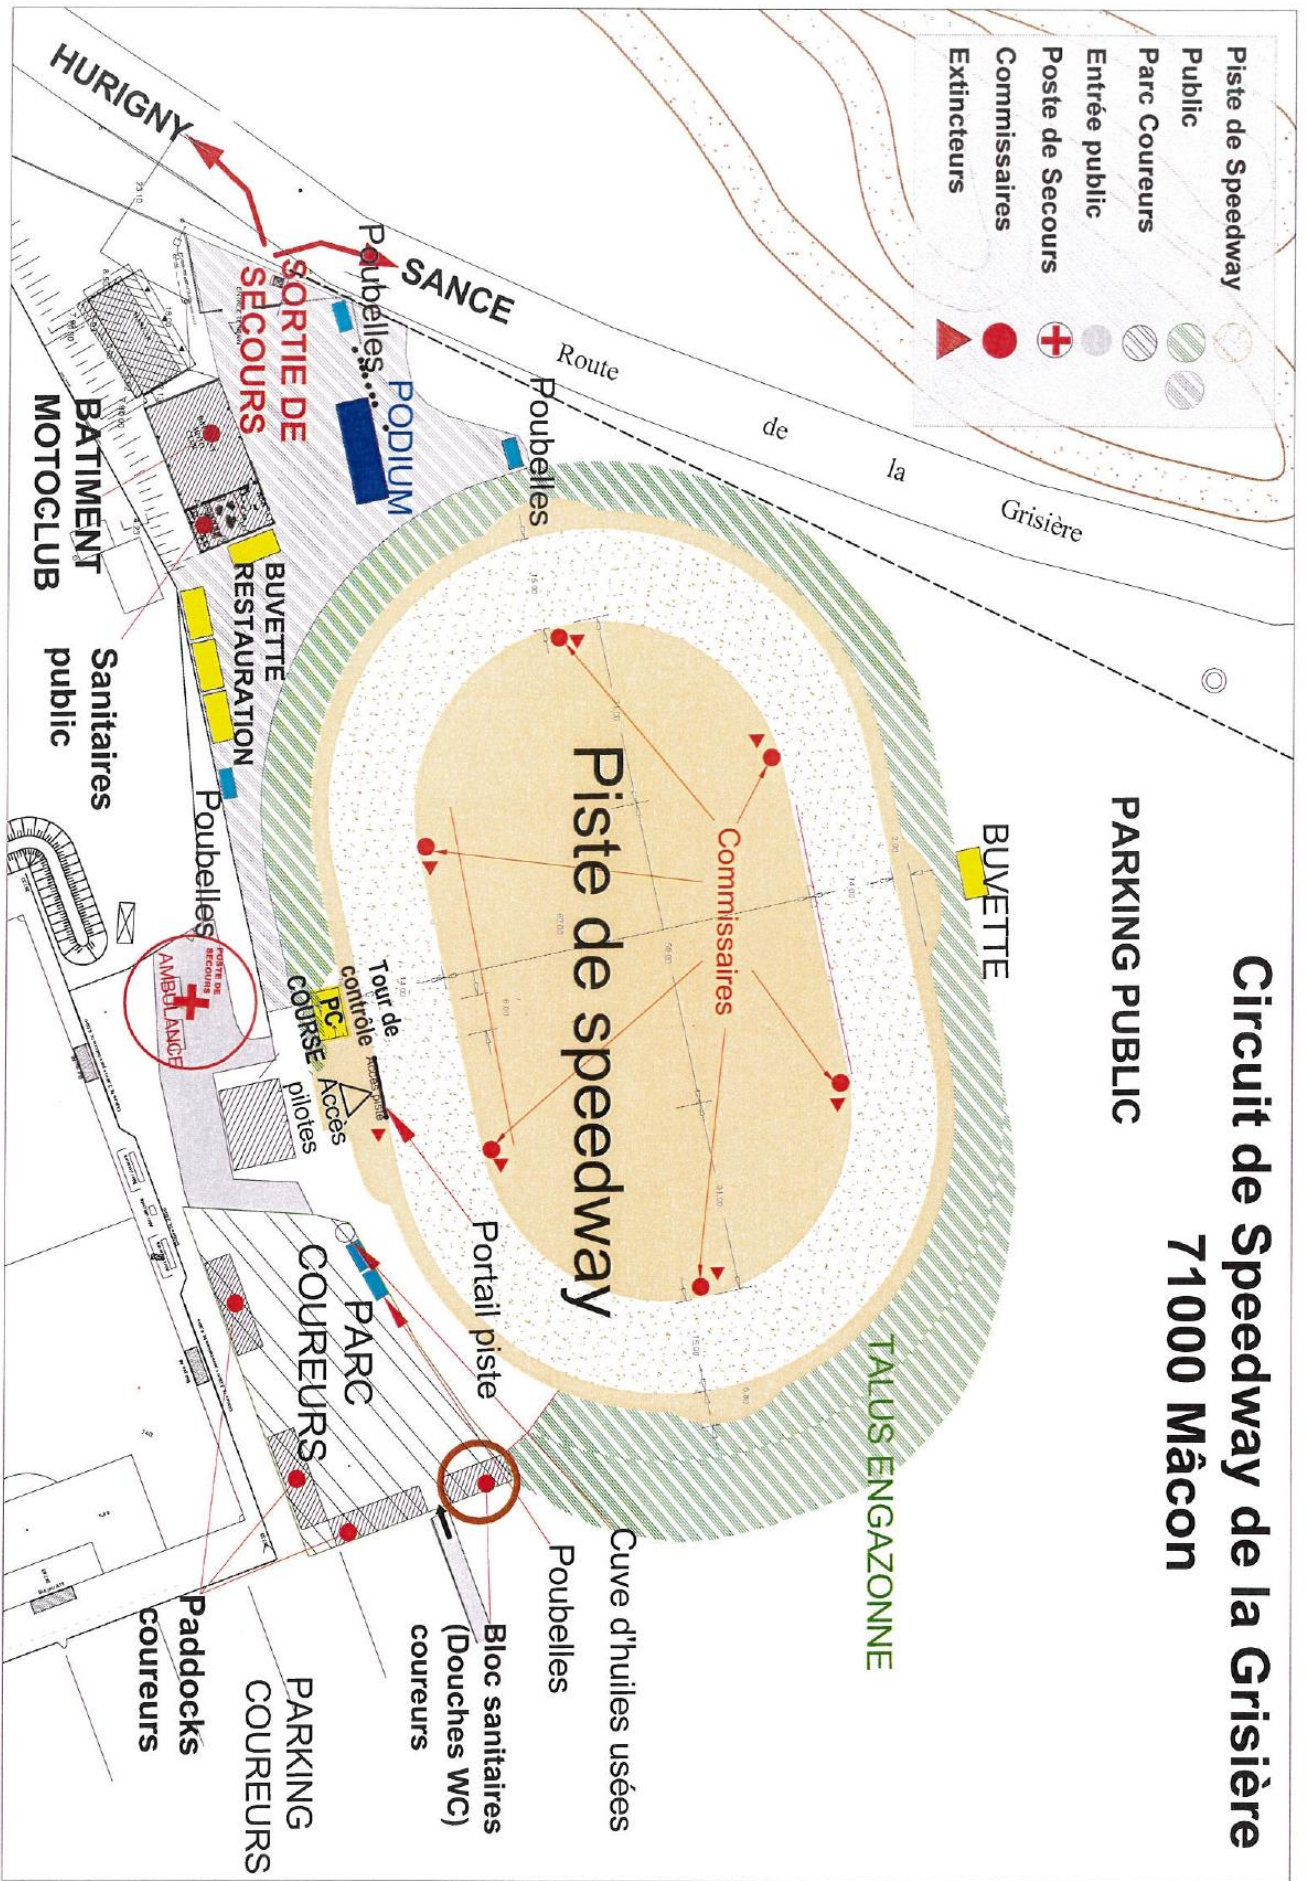 Circuit de Speedway de la Grisière
71000 Mâcon
Piste de Speedway
Public
Parc Coureurs
Entrée public
Poste de Secours
Commissaires
Extincteurs
PARKING PUBLIC
Route
de
la
Grisière
HURIGNY
SANCE
SORTIE DE
SECOURS
Poubelles
PODIUM
Poubelles
BUVETTE
TALUS ENGAZONNE
Commissaires
Piste de speedway
BATIMENT
MOTOCLUB
Sanitaires
public
BUVETTE
RESTAURATION
Poubelles
POSTE DE
SECOURS
AMBULANCE
Tour de
contrôle
PC
COURSE
Accès piste
Accès
pilotes
Portail piste
PARC
COUREURS
Cuve d'huiles usées
Poubelles
Bloc sanitaires
(Douches WC)
coureurs
PARKING
COUREURS
Paddocks
coureurs